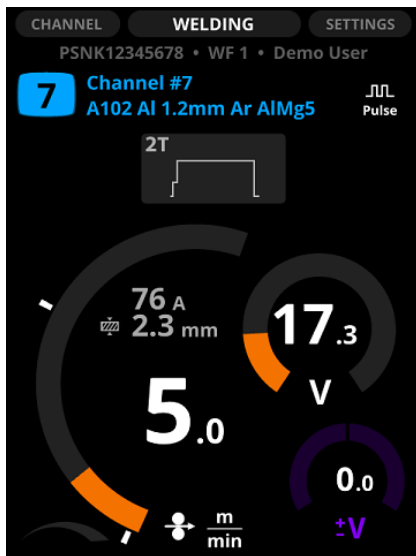 CHANNEL WELDING SETTINGS
PSNK12345678 • WF 1 • Demo User
7
Channel #7
A102 Al 1.2mm Ar AlMg5
Pulse
2T
76 A
2.3 mm
17.3
V
5.0
m
min
0.0
±V